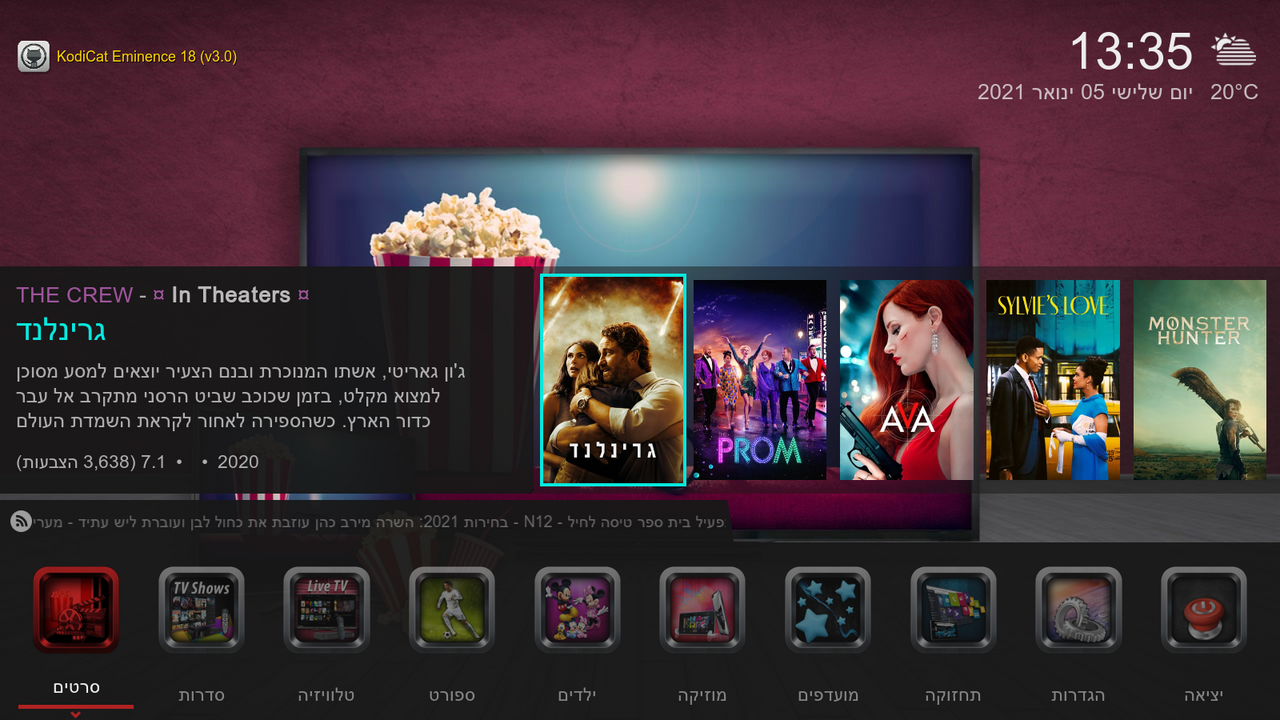 KodiCat Eminence 18 (v3.0)
13:35
יום שלישי 05 ינואר 2021
20°C
THE CREW - ¤ In Theaters ¤
גרינלנד
ג'ון גאריטי, אשתו המנוכרת ובנם הצעיר יוצאים למסע מסוכן
למצוא מקלט, בזמן שכוכב שביט הרסני מתקרב אל עבר
כדור הארץ. כשהספירה לאחור לקראת השמדת העולם
2020 • • 7.1 (3,638 הצבעות)
גרינלנד
PROM
AVA
SYLVIE'S LOVE
MONSTER
HUNTER
פעיל בית ספר טיסה לחיל - N12 - בחירות 2021: השרה מירב כהן עוזבת את כחול לבן ועוברת ליש עתיד - מערי
TV Shows
Live TV
סרטים
סדרות
טלוויזיה
ספורט
ילדים
מוזיקה
מועדפים
תחזוקה
הגדרות
יציאה